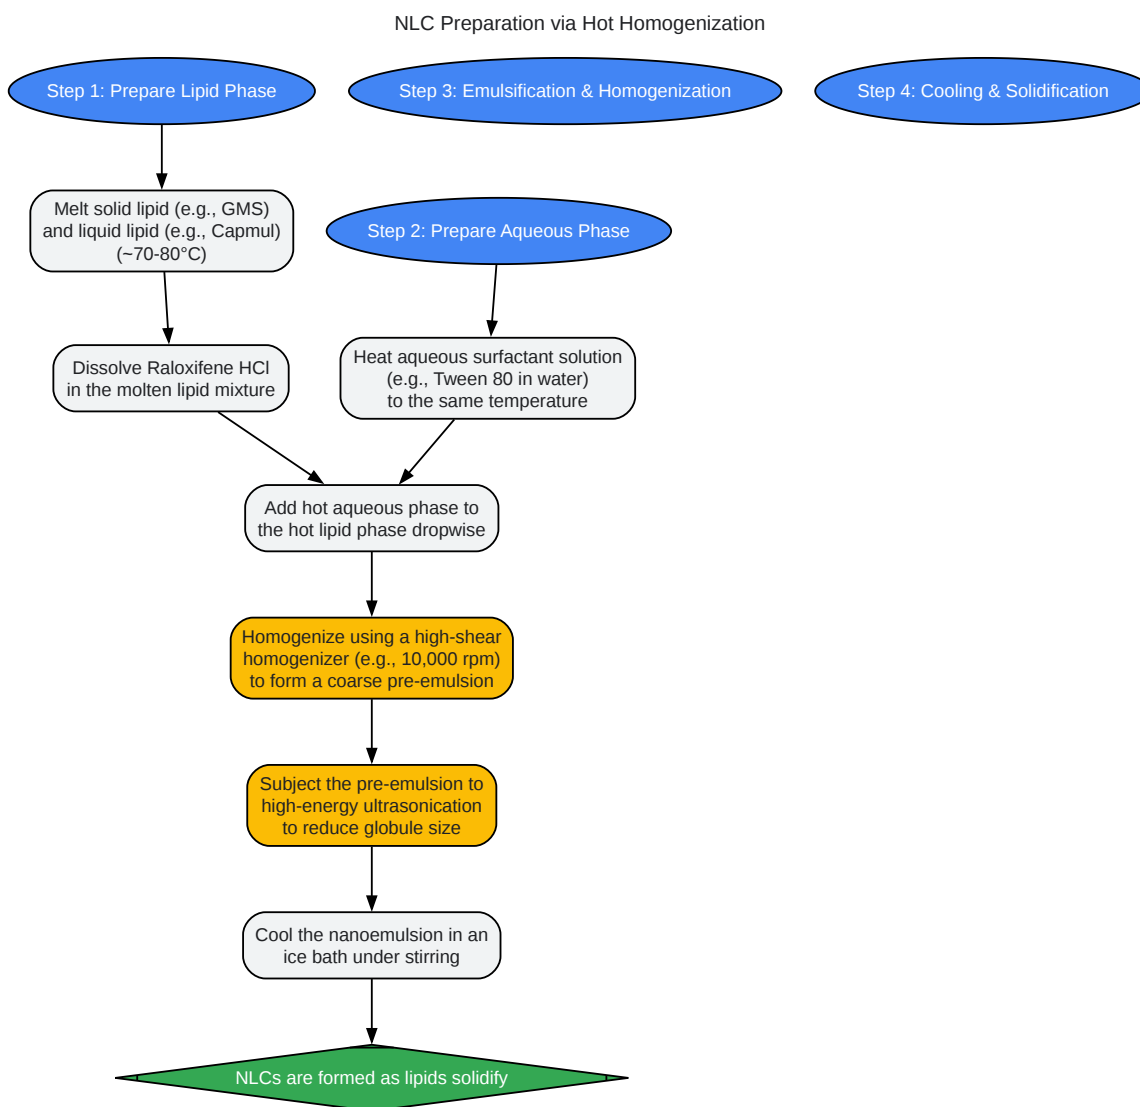 NLC Preparation via Hot Homogenization
Step 1: Prepare Lipid Phase
Step 3: Emulsification & Homogenization
Step 4: Cooling & Solidification
Melt solid lipid (e.g., GMS)
and liquid lipid (e.g., Capmul)
(~70-80°C)
Step 2: Prepare Aqueous Phase
Dissolve Raloxifene HCl
in the molten lipid mixture
Heat aqueous surfactant solution
(e.g., Tween 80 in water)
to the same temperature
Add hot aqueous phase to
the hot lipid phase dropwise
Homogenize using a high-shear
homogenizer (e.g., 10,000 rpm)
to form a coarse pre-emulsion
Subject the pre-emulsion to
high-energy ultrasonication
to reduce globule size
Cool the nanoemulsion in an
ice bath under stirring
NLCs are formed as lipids solidify